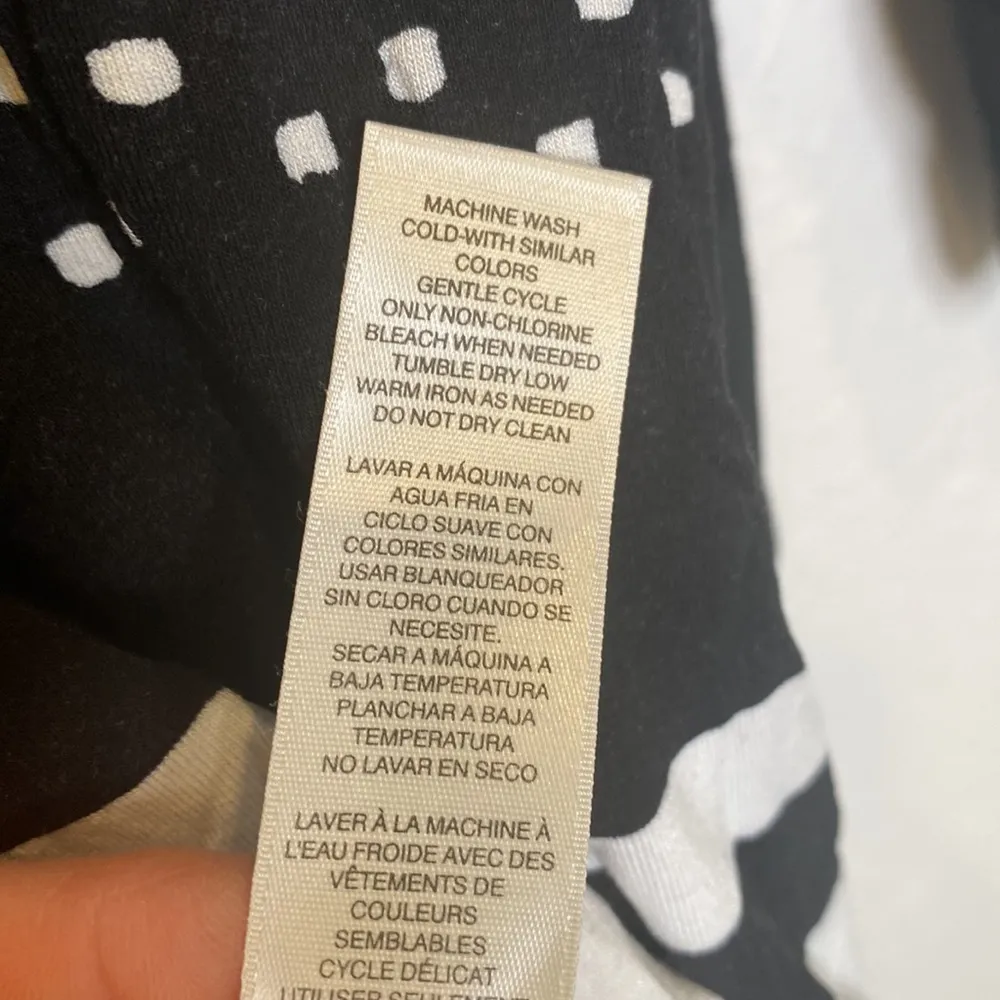 MACHINE WASH
COLD-WITH SIMILAR
COLORS
GENTLE CYCLE
ONLY NON-CHLORINE
BLEACH WHEN NEEDED
TUMBLE DRY LOW
WARM IRON AS NEEDED
DO NOT DRY CLEAN
LAVAR A MÁQUINA CON
AGUA FRIA EN
CICLO SUAVE CON
COLORES SIMILARES.
USAR BLANQUEADOR
SIN CLORO CUANDO SE
NECESITE.
SECAR A MÁQUINA A
BAJA TEMPERATURA
PLANCHAR A BAJA
TEMPERATURA
NO LAVAR EN SECO
LAVER À LA MACHINE À
L'EAU FROIDE AVEC DES
VÊTEMENTS DE
COULEURS
SEMBLABLES
CYCLE DÉLICAT
UTILISER SEULEMENT